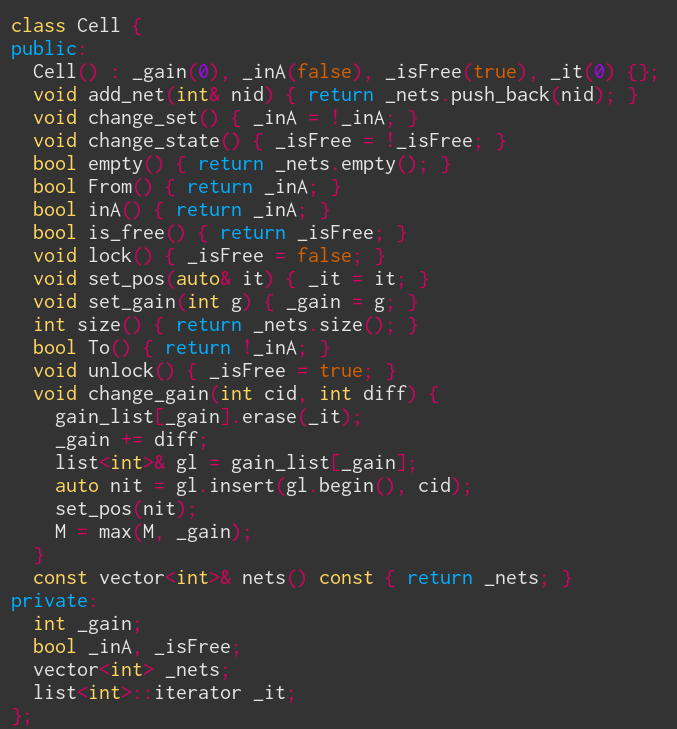 class Cell {
public:
  Cell() : _gain(0), _inA(false), _isFree(true), _it(0) {};
  void add_net(int& nid) { return _nets.push_back(nid); }
  void change_set() { _inA = !_inA; }
  void change_state() { _isFree = !_isFree; }
  bool empty() { return _nets.empty(); }
  bool From() { return _inA; }
  bool inA() { return _inA; }
  bool is_free() { return _isFree; }
  void lock() { _isFree = false; }
  void set_pos(auto& it) { _it = it; }
  void set_gain(int g) { _gain = g; }
  int size() { return _nets.size(); }
  bool To() { return !_inA; }
  void unlock() { _isFree = true; }
  void change_gain(int cid, int diff) {
    gain_list[_gain].erase(_it);
    _gain += diff;
    list<int>& gl = gain_list[_gain];
    auto nit = gl.insert(gl.begin(), cid);
    set_pos(nit);
    M = max(M, _gain);
  }
  const vector<int>& nets() const { return _nets; }
private:
  int _gain;
  bool _inA, _isFree;
  vector<int> _nets;
  list<int>::iterator _it;
};